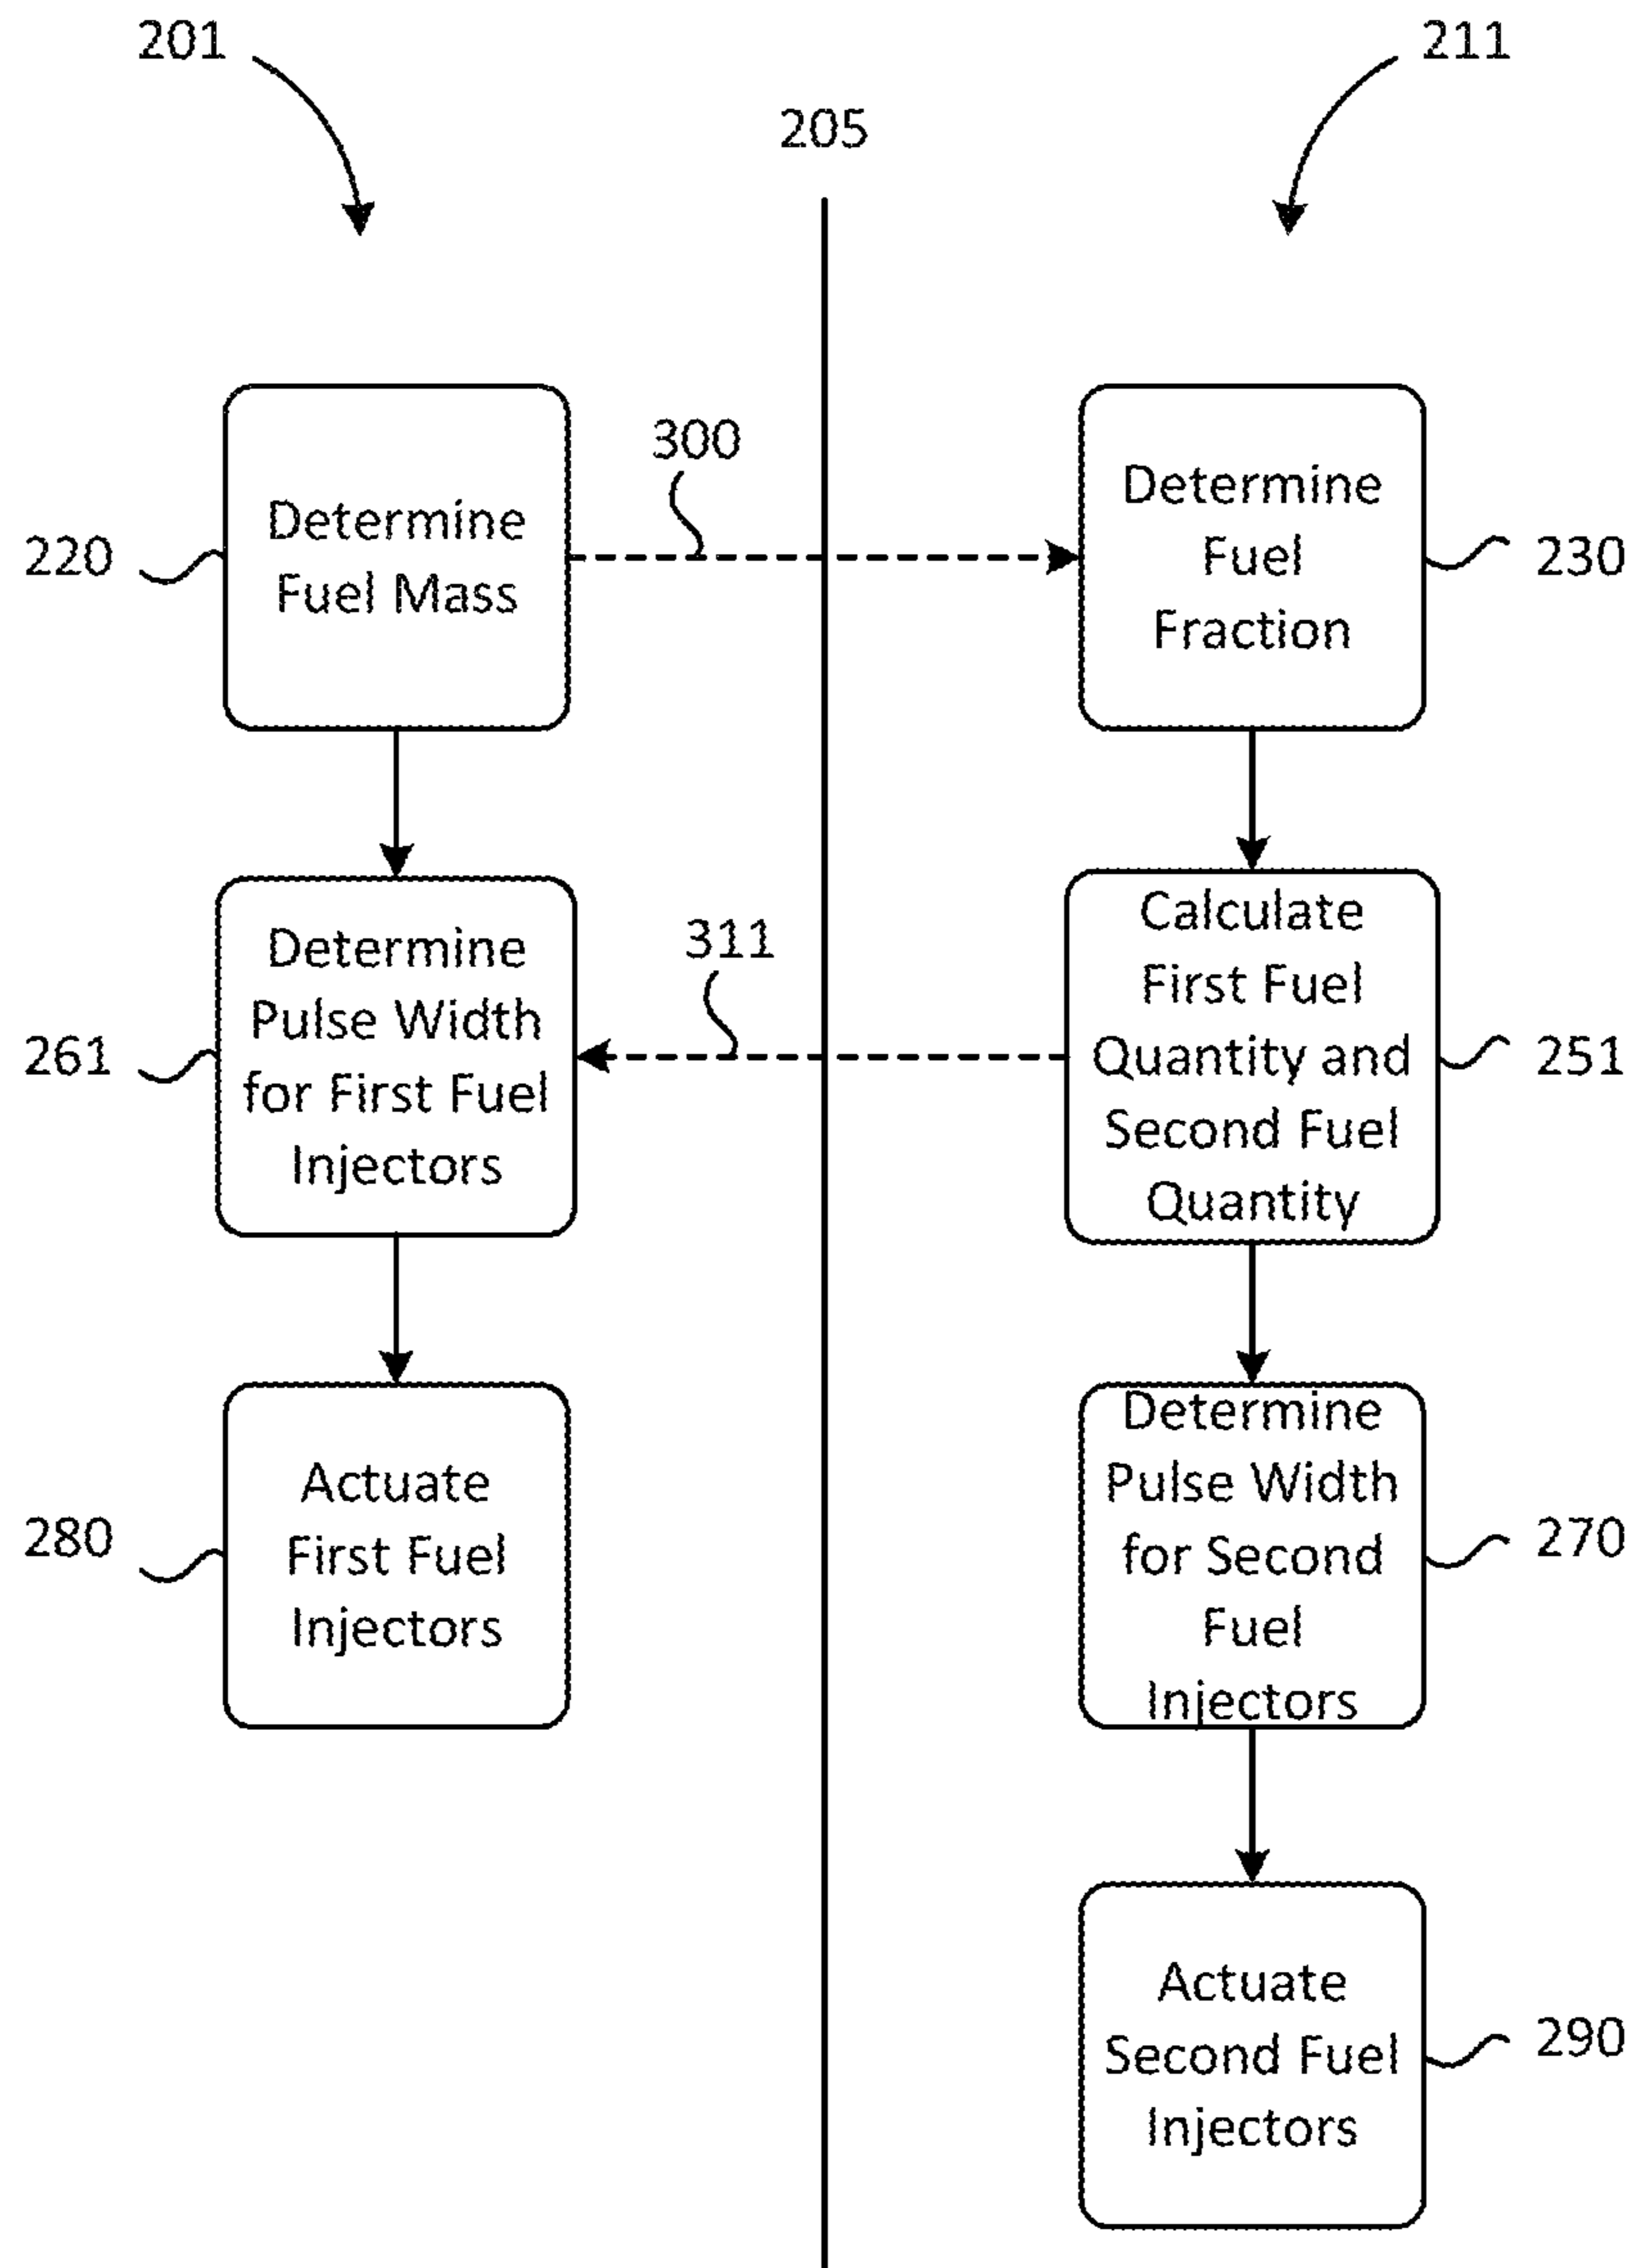 201
211
205
300
220
Determine
Fuel Mass
Determine
Fuel
Fraction
230
311
261
Determine
Pulse Width
for First Fuel
Injectors
Calculate
First Fuel
Quantity and
Second Fuel
Quantity
251
280
Actuate
First Fuel
Injectors
Determine
Pulse Width
for Second
Fuel
Injectors
270
Actuate
Second Fuel
Injectors
290